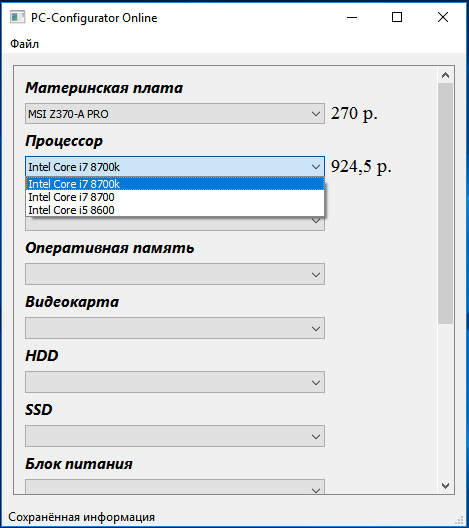 PC-Configurator Online
Файл
Материнская плата
MSI Z370-A PRO
270 р.
Процессор
Intel Core i7 8700k
924,5 р.
Intel Core i7 8700k
Intel Core i7 8700
Intel Core i5 8600
Оперативная память
Видеокарта
HDD
SSD
Блок питания
Сохранённая информация